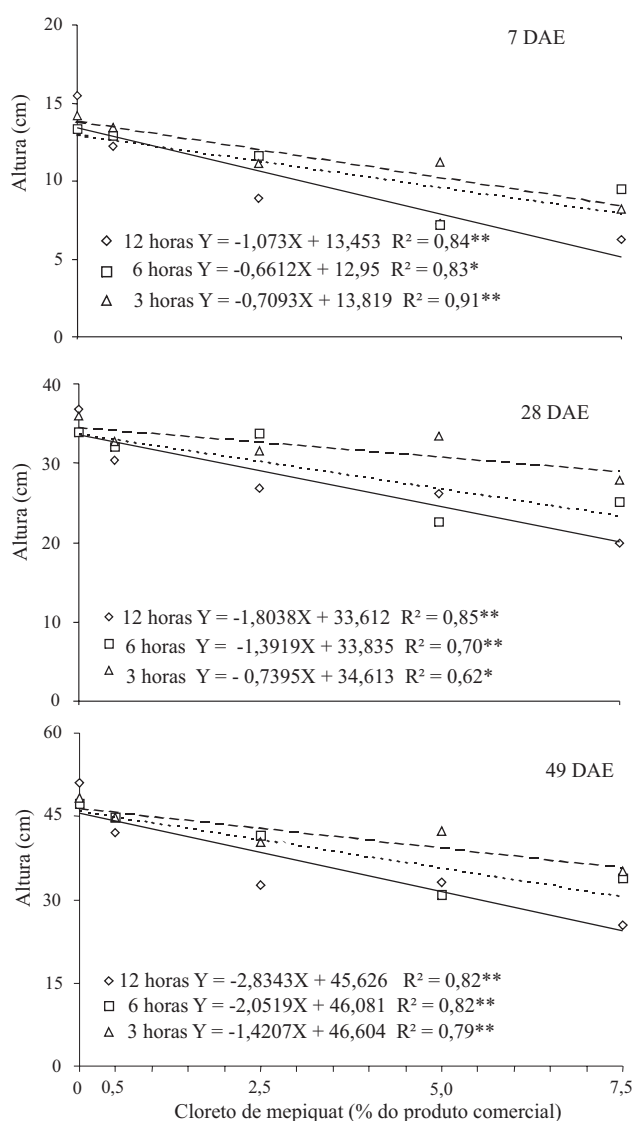 20
7 DAE
15
Altura (cm)
10
12 horas Y = -1,073X + 13,453 R² = 0,84**
5
6 horas Y = -0,6612X + 12,95 R² = 0,83*
3 horas Y = -0,7093X + 13,819 R² = 0,91**
0
40
28 DAE
30
Altura (cm)
20
10
12 horas Y = -1,8038X + 33,612 R² = 0,85**
6 horas Y = -1,3919X + 33,835 R² = 0,70**
3 horas Y = - 0,7395X + 34,613 R² = 0,62*
0
60
49 DAE
45
Altura (cm)
30
15
12 horas Y = -2,8343X + 45,626 R² = 0,82**
6 horas Y = -2,0519X + 46,081 R² = 0,82**
3 horas Y = -1,4207X + 46,604 R² = 0,79**
0
0 0,5 2,5 5,0 7,5
Cloreto de mepiquat (% do produto comercial)